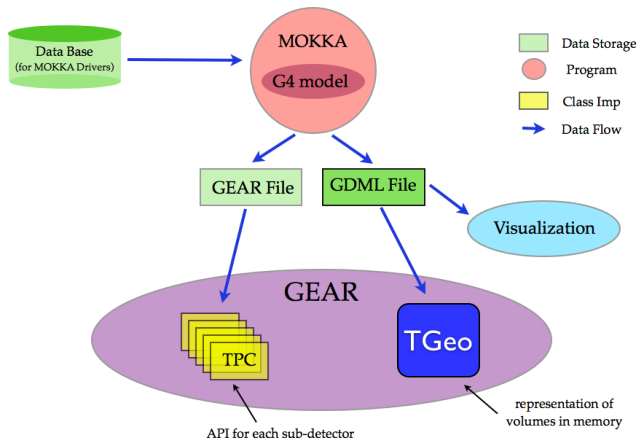 Data Base
(for MOKKA Drivers)
MOKKA
G4 model
Data Storage
Program
Class Imp
Data Flow
GEAR File
GDML File
Visualization
GEAR
TPC
TGeo
API for each sub-detector
representation of
volumes in memory